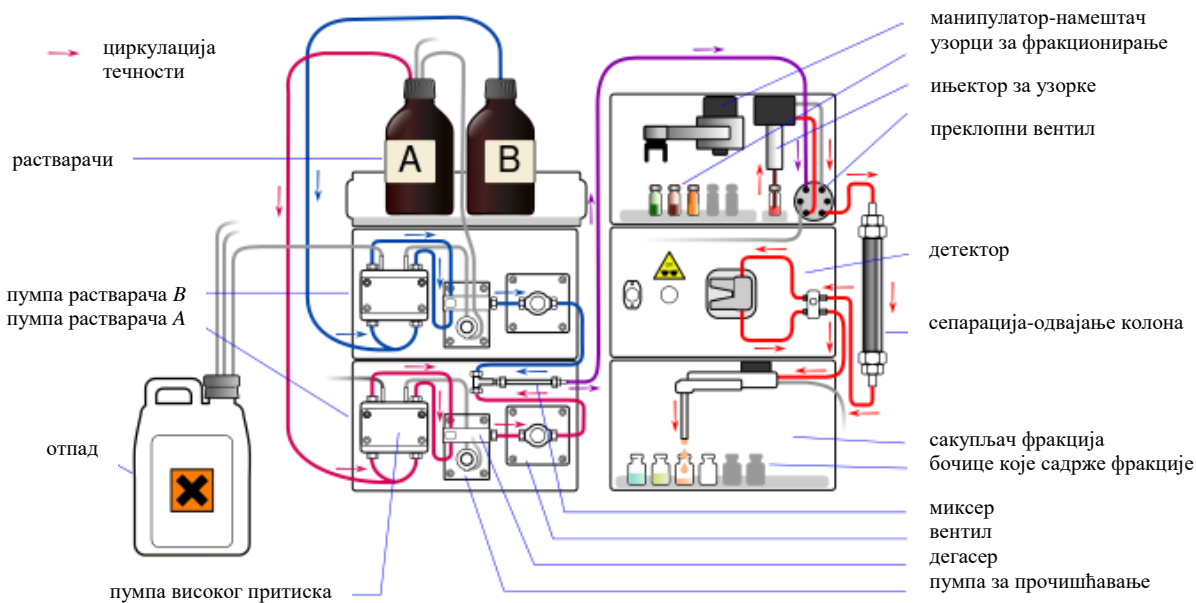 циркулација
течности
растварачи
A
B
пумпа растварача B
пумпа растварача A
отпад
пумпа високог притиска
манипулатор-намештач
узорци за фракционирање
ињектор за узорке
преклопни вентил
детектор
сепарација-одвајање колона
сакупљач фракција
бочице које садрже фракције
миксер
вентил
дегасер
пумпа за прочишћавање